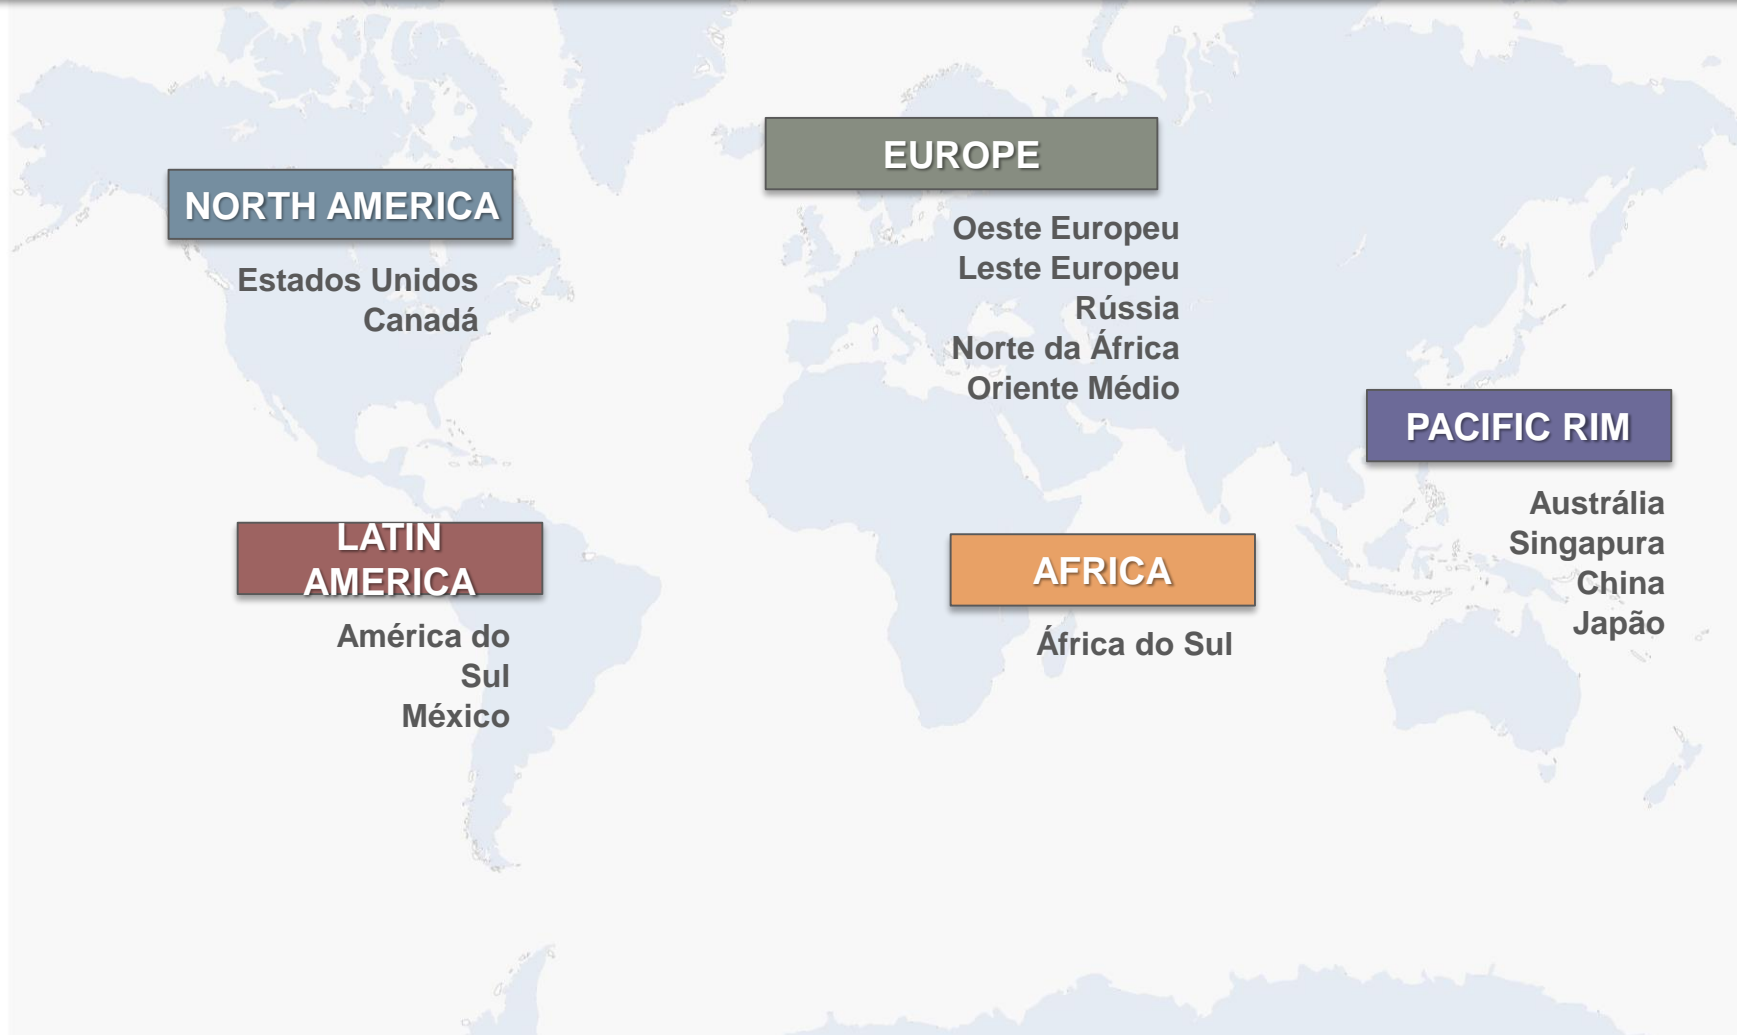 NORTH AMERICA
Estados Unidos
Canadá
LATIN
AMERICA
América do
Sul
México
EUROPE
Oeste Europeu
Leste Europeu
Rússia
Norte da África
Oriente Médio
AFRICA
África do Sul
PACIFIC RIM
Austrália
Singapura
China
Japão